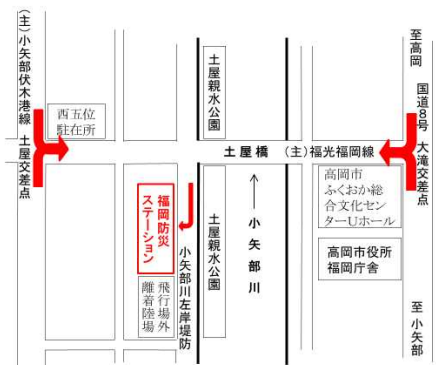 (主)小矢部伏木港線 土屋交差点
西五位
駐在所
土屋親水公園
至高岡
国道8号 大滝交差点
土屋橋 (主)福光福岡線
高岡市
ふくおか総
合文化セン
ターUホール
福岡防災
ステーション
小矢部川左岸堤防
土屋親水公園
↑小矢部川
高岡市役所
福岡庁舎
飛行場外
離着陸場
至小矢部